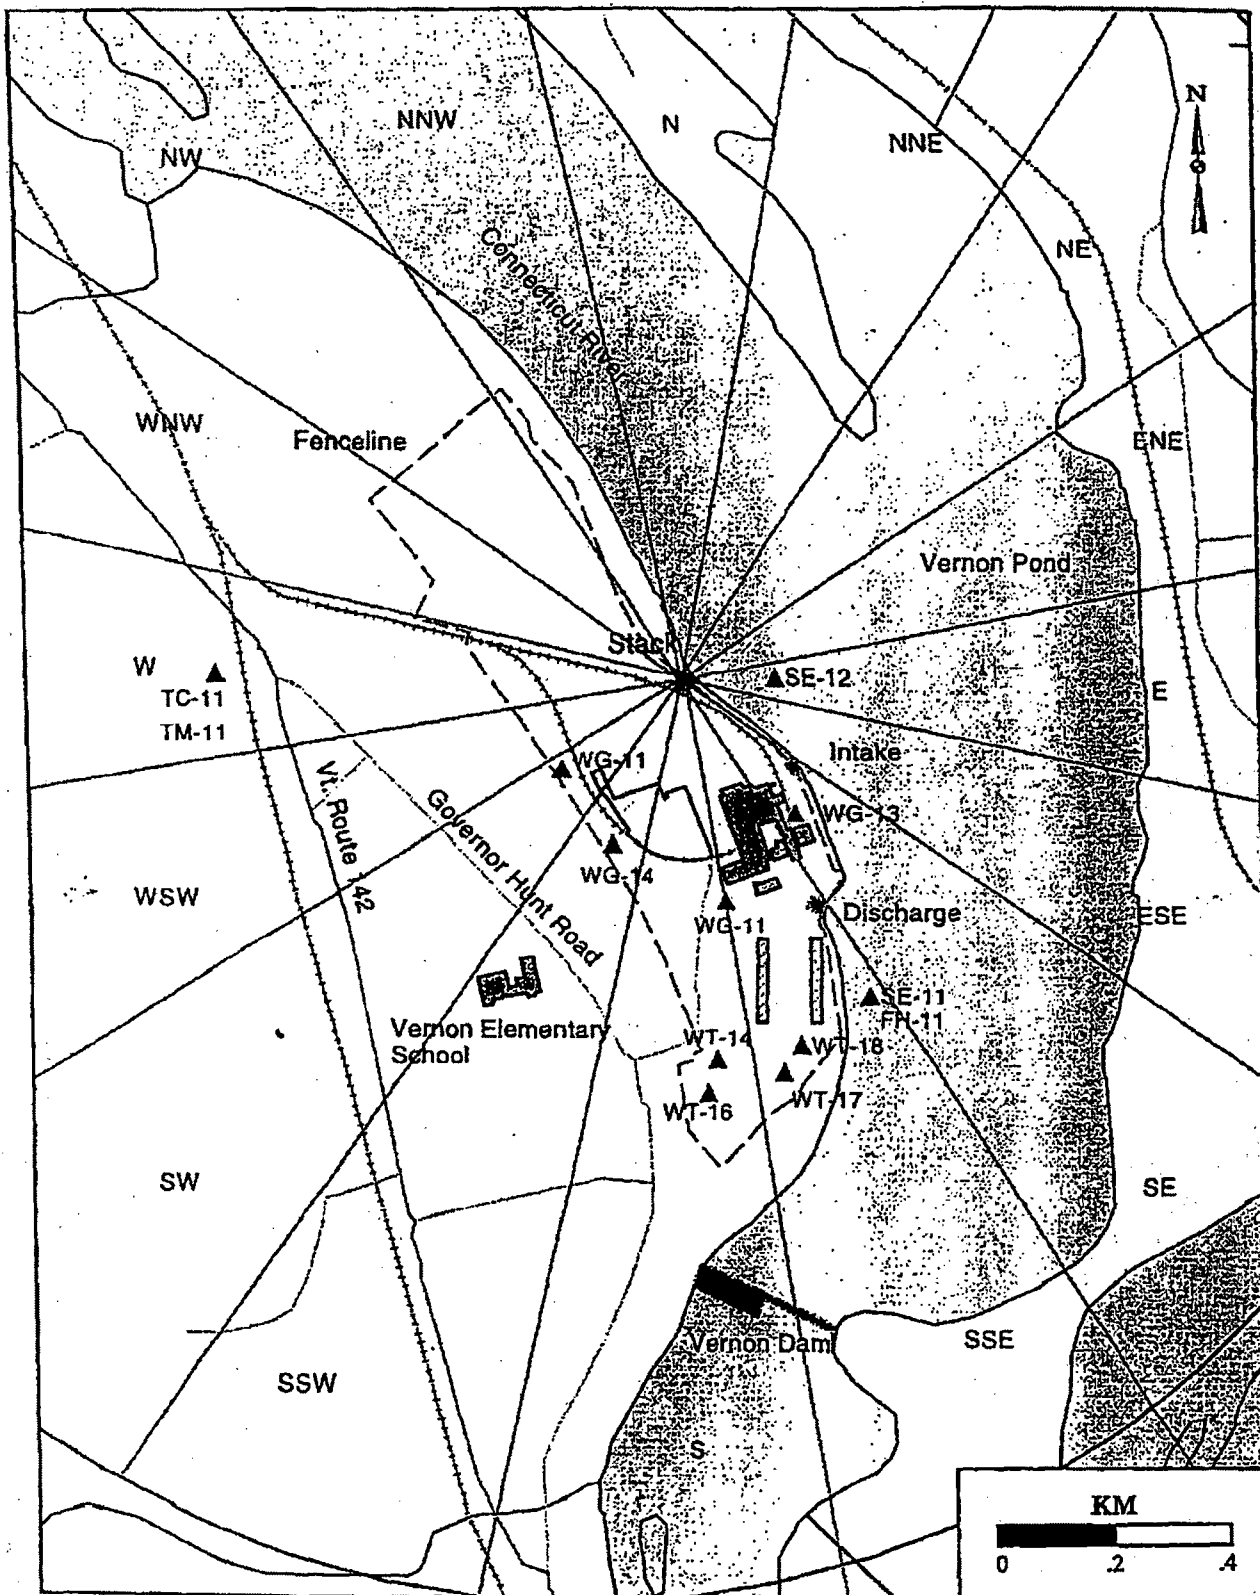 N
NNW
N
NNE
NW
NE
Connecticut River
WNW
Fenceline
ENE
Vernon Pond
Stack
W
TC-11
TM-11
SE-12
E
Intake
WG-11
Vt. Route 142
Governor Hunt Road
WG-13
WG-14
WSW
WG-11
Discharge
ESE
SE-11
FH-11
Vernon Elementary
School
WT-14
WT-18
WT-16
WT-17
SW
SE
Vernon Dam
SSE
SSW
S
KM
0 .2 .4